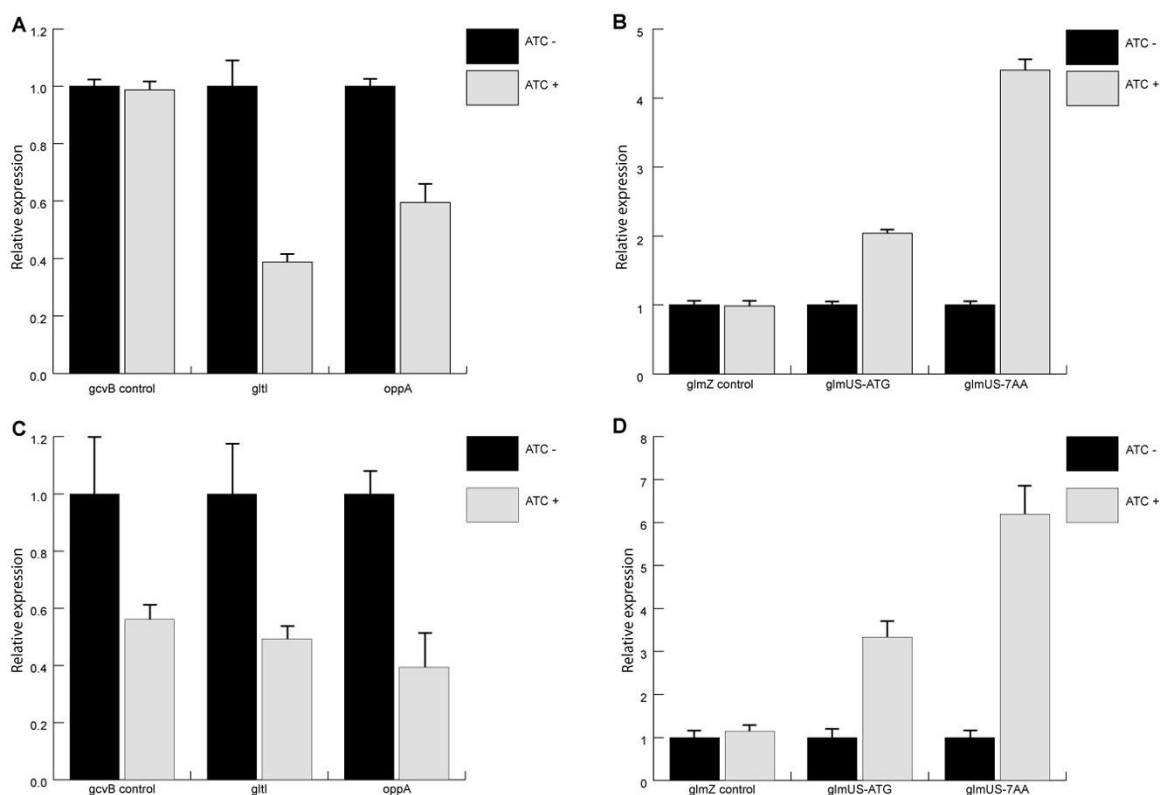 A
1.2
1.0
0.8
0.6
0.4
0.2
0.0
Relative expression
gcvB control
gltI
oppA
ATC -
ATC +
B
5
4
3
2
1
0
Relative expression
glmZ control
glmUS-ATG
glmUS-7AA
ATC -
ATC +
C
1.2
1.0
0.8
0.6
0.4
0.2
0.0
Relative expression
gcvB control
gltI
oppA
ATC -
ATC +
D
8
7
6
5
4
3
2
1
0
Relative expression
glmZ control
glmUS-ATG
glmUS-7AA
ATC -
ATC +